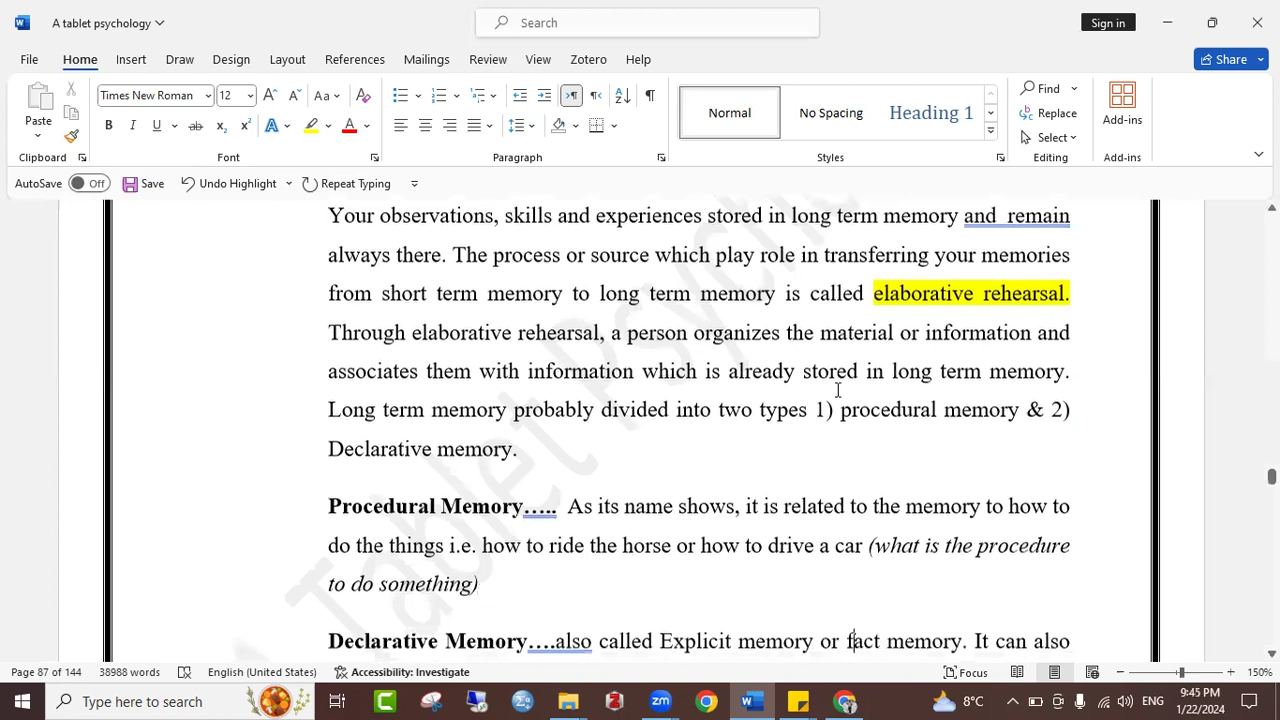 A tablet psychology
Search
Sign in
File Home Insert Draw Design Layout References Mailings Review View Zotero Help
Share
Paste
Times New Roman 12
Aa
Normal
No Spacing
Heading 1
Find
Replace
Select
Add-ins
Clipboard Font Paragraph Styles Editing Add-ins
AutoSave Off Save Undo Highlight Repeat Typing
Your observations, skills and experiences stored in long term memory and remain
always there. The process or source which play role in transferring your memories
from short term memory to long term memory is called elaborative rehearsal.
Through elaborative rehearsal, a person organizes the material or information and
associates them with information which is already stored in long term memory.
Long term memory probably divided into two types 1) procedural memory & 2)
Declarative memory.
Procedural Memory….. As its name shows, it is related to the memory to how to
do the things i.e. how to ride the horse or how to drive a car (what is the procedure
to do something)
Declarative Memory….also called Explicit memory or fact memory. It can also
Tablet Psycho
Page 87 of 144 38988 words English (United States) Accessibility: Investigate Focus 150%
Type here to search
zm
8°C
ENG
9:45 PM
1/22/2024